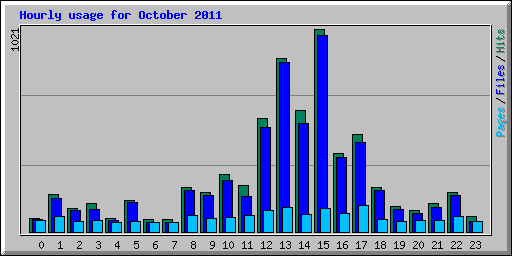 Hourly usage for October 2011
1021
Pages/Files/Hits
0 1 2 3 4 5 6 7 8 9 10 11 12 13 14 15 16 17 18 19 20 21 22 23